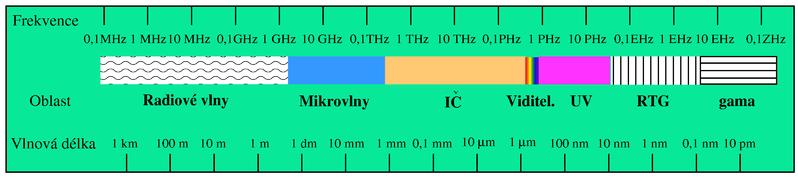 Frekvence
0,1MHz 1 MHz 10 MHz 0,1GHz 1 GHz 10 GHz 0,1THz 1 THz 10 THz 0,1PHz 1 PHz 10 PHz 0,1EHz 1 EHz 10 EHz 0,1ZHz
Oblast Radiové vlny Mikrovlny IČ Viditel. UV RTG gama
Vlnová délka 1 km 100 m 10 m 1 m 1 dm 10 mm 1 mm 0,1 mm 10 µm 1 µm 100 nm 10 nm 1 nm 0,1 nm 10 pm